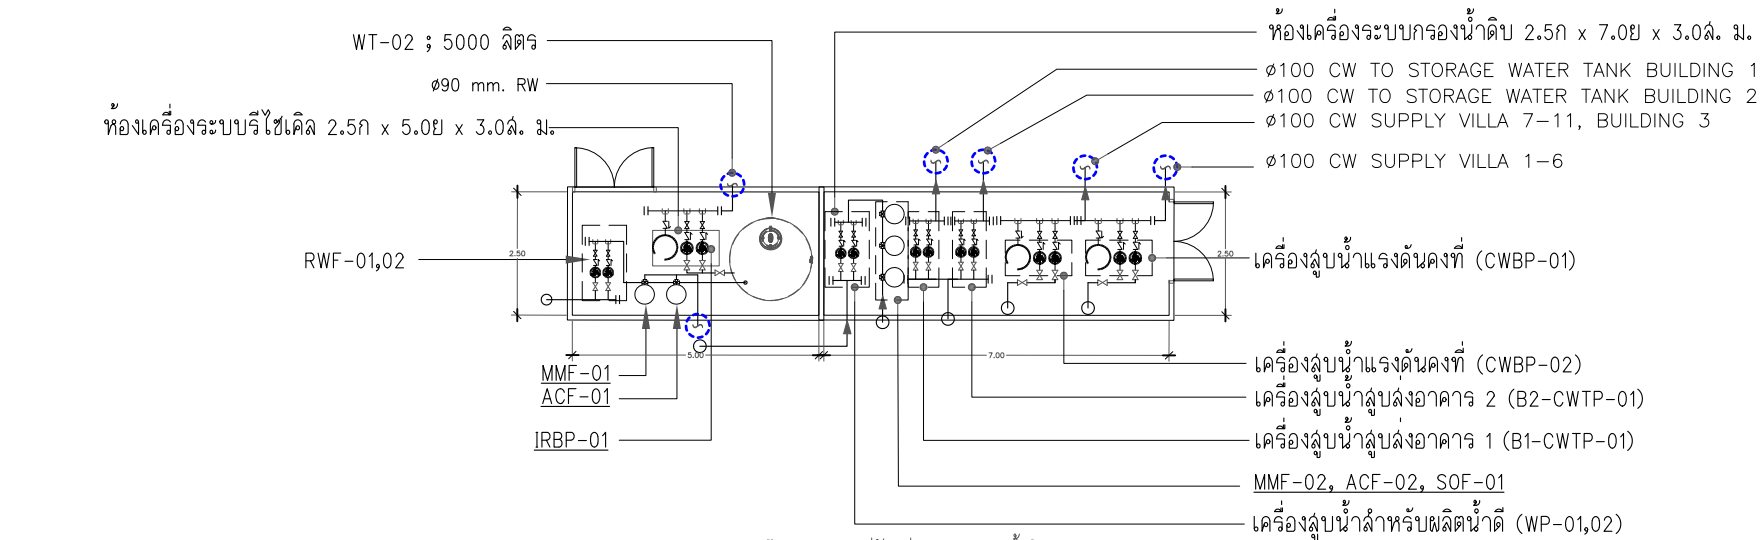 WT-02 ; 5000 ลิตร
ø90 mm. RW
ห้องเครื่องระบบรีไซเคิล 2.5ก x 5.0ย x 3.0ส. ม.
RWF-01,02
MMF-01
ACF-01
IRBP-01
2.50
5.00
7.00
2.50
ห้องเครื่องระบบกรองน้ำดิบ 2.5ก x 7.0ย x 3.0ส. ม.
ø100 CW TO STORAGE WATER TANK BUILDING 1
ø100 CW TO STORAGE WATER TANK BUILDING 2
ø100 CW SUPPLY VILLA 7-11, BUILDING 3
ø100 CW SUPPLY VILLA 1-6
เครื่องสูบน้ำแรงดันคงที่ (CWBP-01)
เครื่องสูบน้ำแรงดันคงที่ (CWBP-02)
เครื่องสูบน้ำสูบส่งอาคาร 2 (B2-CWTP-01)
เครื่องสูบน้ำสูบส่งอาคาร 1 (B1-CWTP-01)
MMF-02, ACF-02, SOF-01
เครื่องสูบน้ำสำหรับผลิตน้ำดี (WP-01,02)